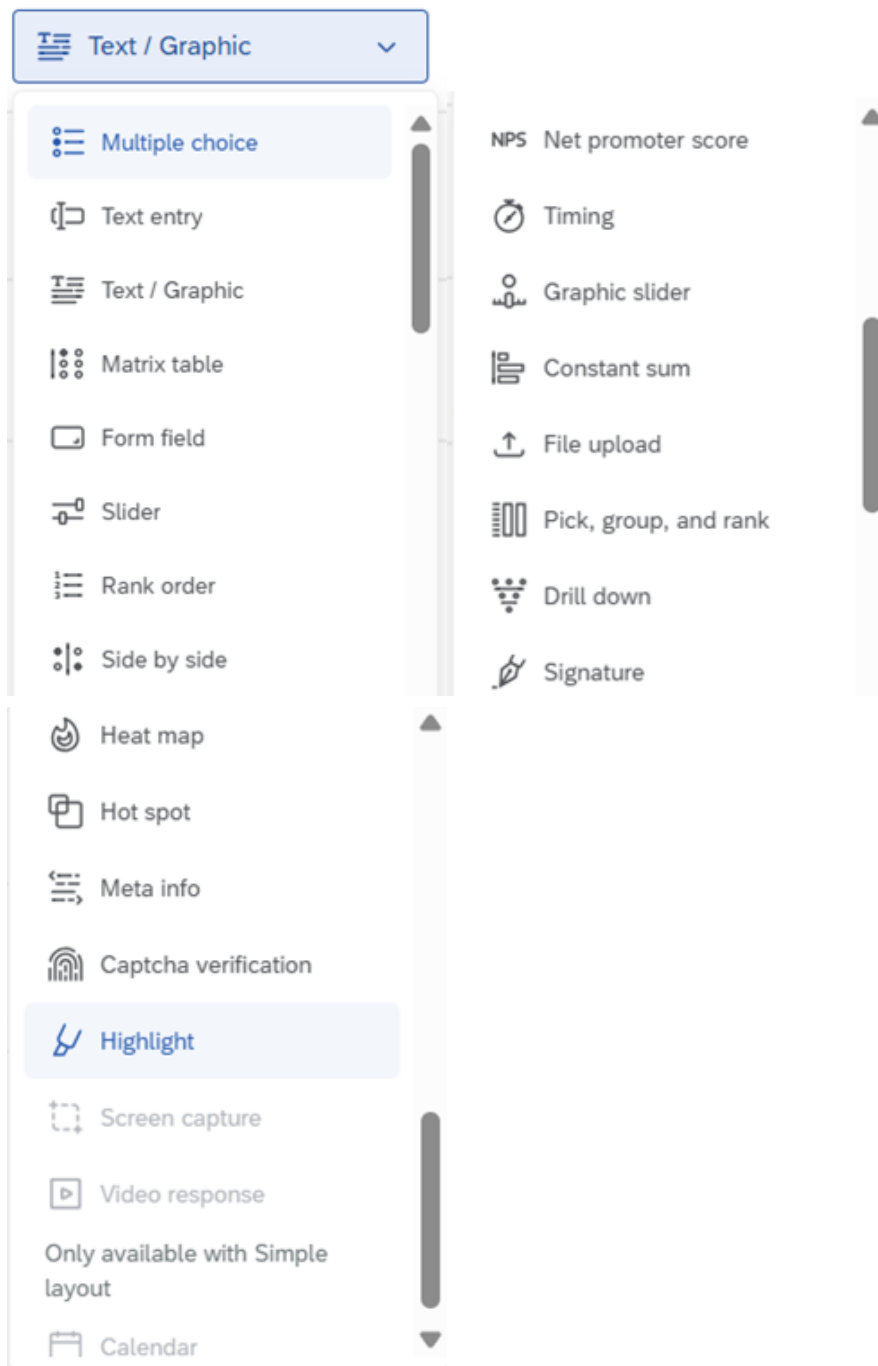 Text / Graphic
Multiple choice
Text entry
Text / Graphic
Matrix table
Form field
Slider
Rank order
Side by side
NPS Net promoter score
Timing
Graphic slider
Constant sum
File upload
Pick, group, and rank
Drill down
Signature
Heat map
Hot spot
Meta info
Captcha verification
Highlight
Screen capture
Video response
Only available with Simple
layout
Calendar